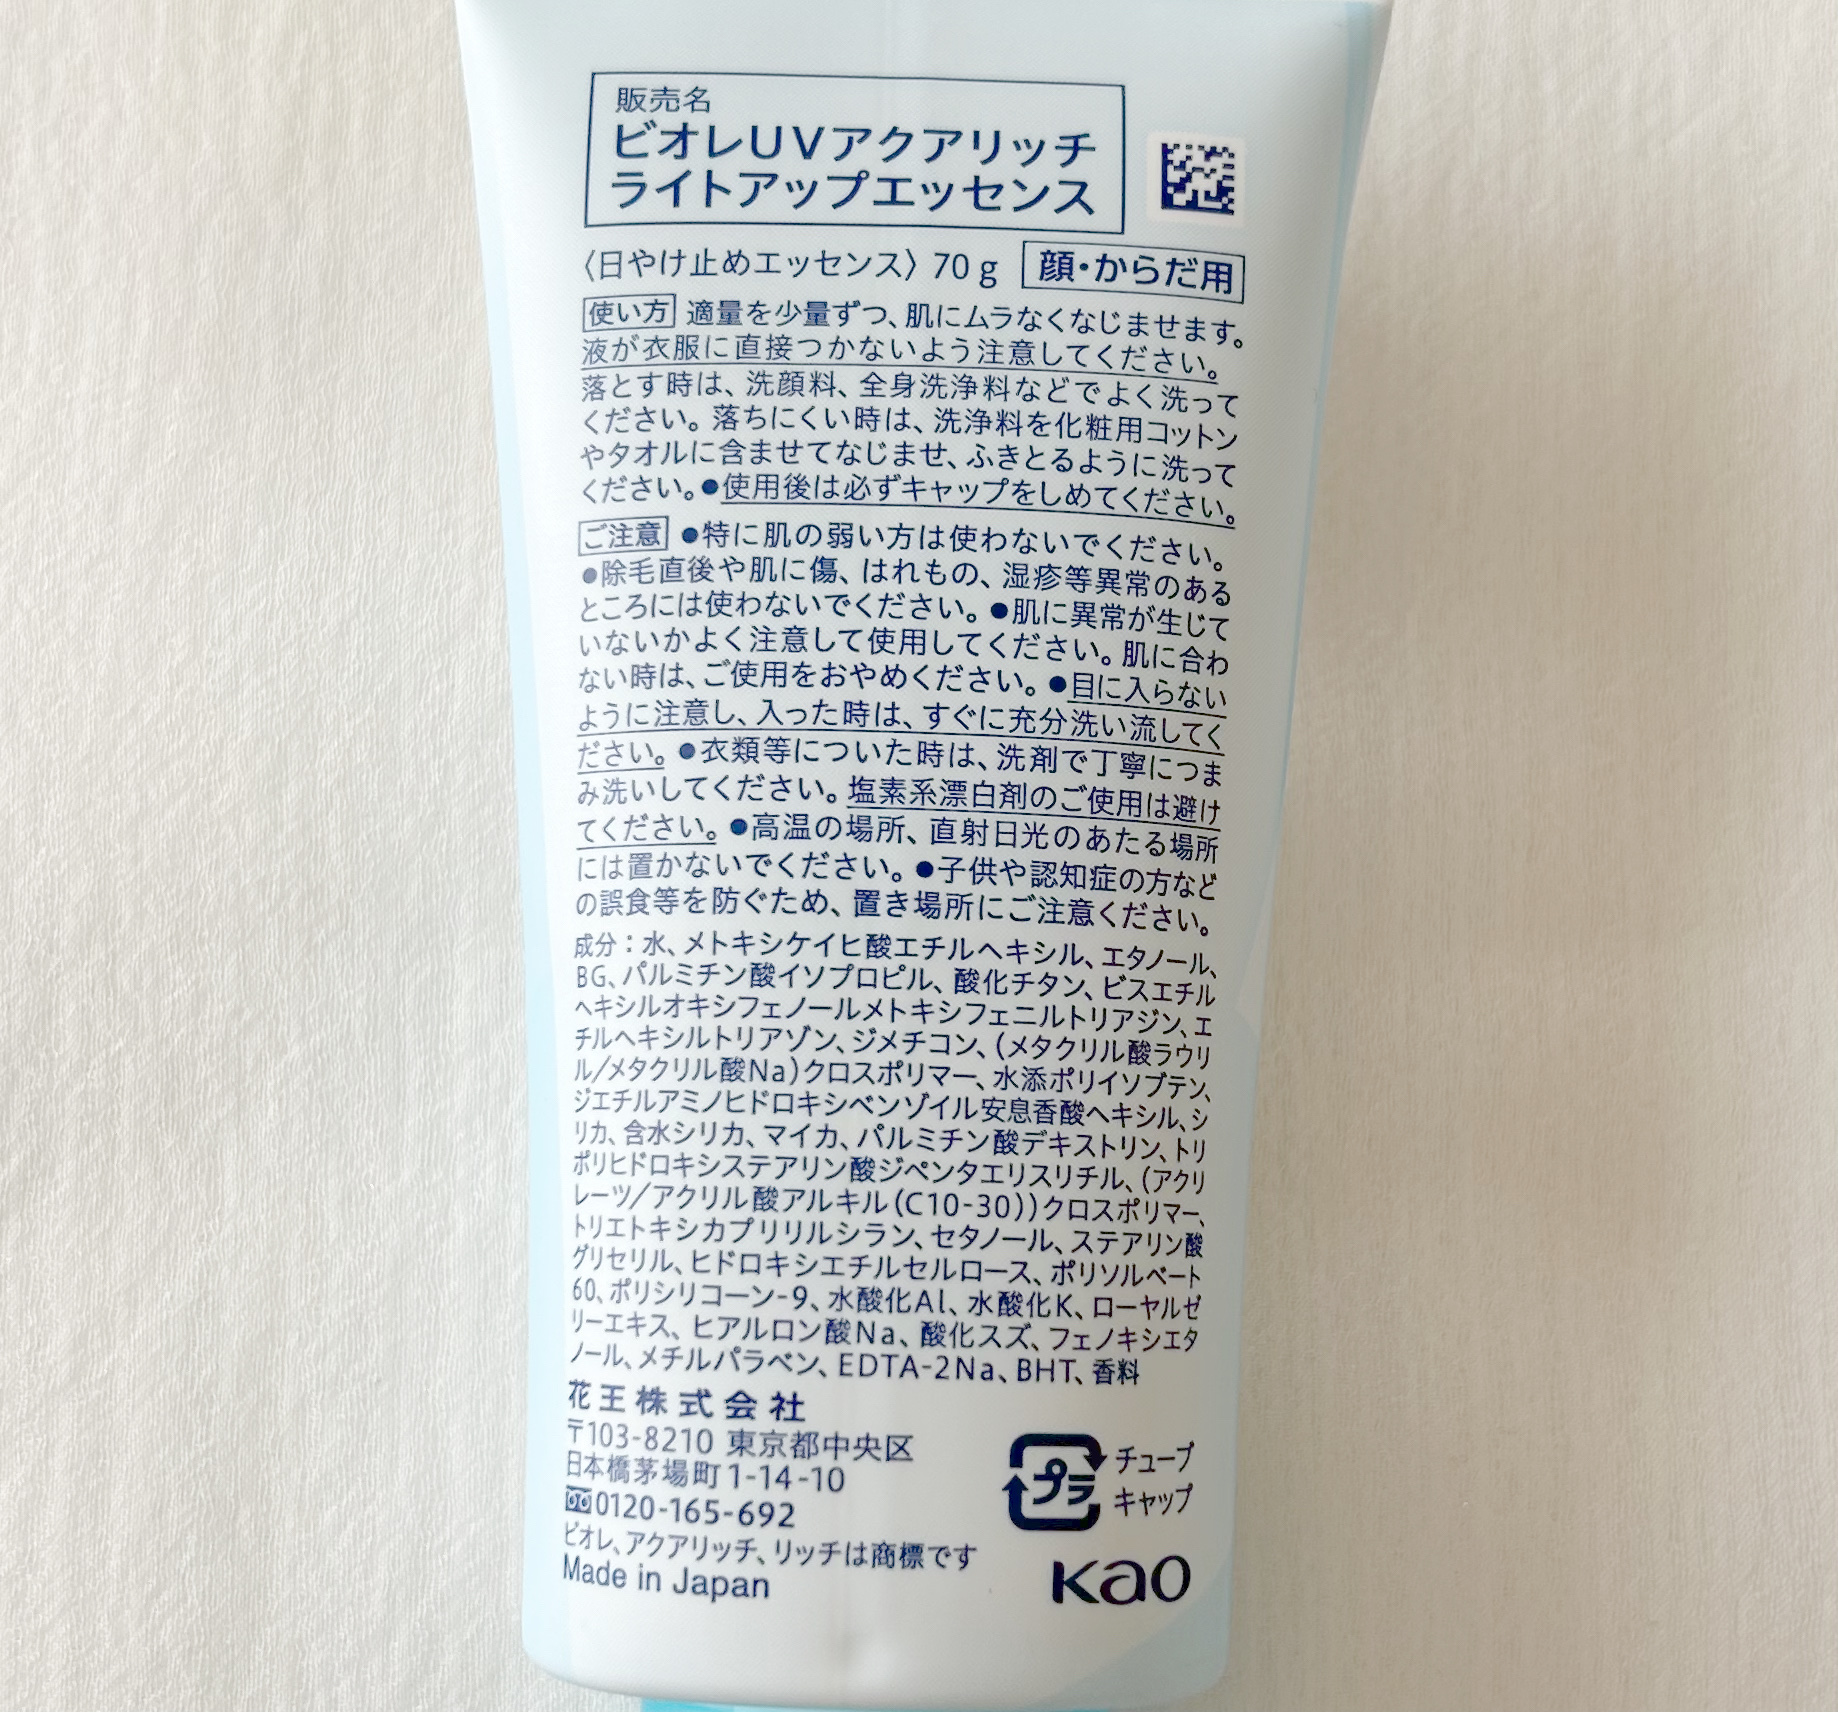 販売名
ビオレUVアクアリッチ
ライトアップエッセンス
〈日やけ止めエッセンス〉70g 顔・からだ用
使い方 適量を少量ずつ、肌にムラなくなじませます。
液が衣服に直接つかないよう注意してください。
落とす時は、洗顔料、全身洗浄料などでよく洗って
ください。落ちにくい時は、洗浄料を化粧用コットン
やタオルに含ませてなじませ、ふきとるように洗って
ください。●使用後は必ずキャップをしめてください。
ご注意 ●特に肌の弱い方は使わないでください。
●除毛直後や肌に傷、はれもの、湿疹等異常のある
ところには使わないでください。●肌に異常が生じて
いないかよく注意して使用してください。肌に合わ
ない時は、ご使用をおやめください。●目に入らない
ように注意し、入った時は、すぐに充分洗い流してく
ださい。●衣類等についた時は、洗剤で丁寧につま
み洗いしてください。塩素系漂白剤のご使用は避け
てください。●高温の場所、直射日光のあたる場所
には置かないでください。●子供や認知症の方など
の誤食等を防ぐため、置き場所にご注意ください。
成分：水、メトキシケイヒ酸エチルヘキシル、エタノール、
BG、パルミチン酸イソプロピル、酸化チタン、ビスエチル
ヘキシルオキシフェノールメトキシフェニルトリアジン、エ
チルヘキシルトリアゾン、ジメチコン、(メタクリル酸ラウリ
ル/メタクリル酸Na)クロスポリマー、水添ポリイソブテン、
ジエチルアミノヒドロキシベンゾイル安息香酸ヘキシル、シ
リカ、含水シリカ、マイカ、パルミチン酸デキストリン、トリ
ポリヒドロキシステアリン酸ジペンタエリスリチル、(アクリ
レーツ/アクリル酸アルキル(C10-30))クロスポリマー、
トリエトキシカプリリルシラン、セタノール、ステアリン酸
グリセリル、ヒドロキシエチルセルロース、ポリソルベート
60、ポリシリコーン-9、水酸化Al、水酸化K、ローヤルゼ
リーエキス、ヒアルロン酸Na、酸化スズ、フェノキシエタ
ノール、メチルパラベン、EDTA-2Na、BHT、香料
花王株式会社
〒103-8210 東京都中央区
日本橋茅場町1-14-10
0120-165-692
ビオレ、アクアリッチ、リッチは商標です
Made in Japan
プラ
チューブ
キャップ
Kao